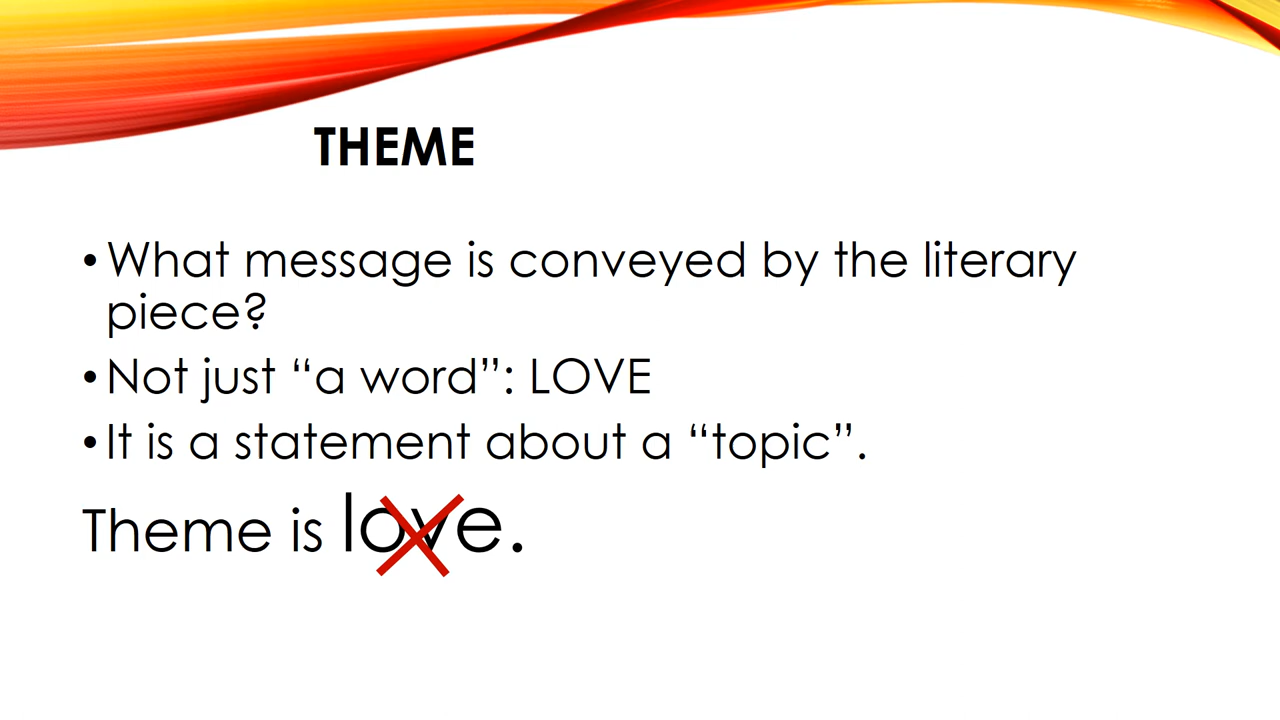 THEME
• What message is conveyed by the literary
piece?
• Not just “a word”: LOVE
• It is a statement about a “topic”.
Theme is love.